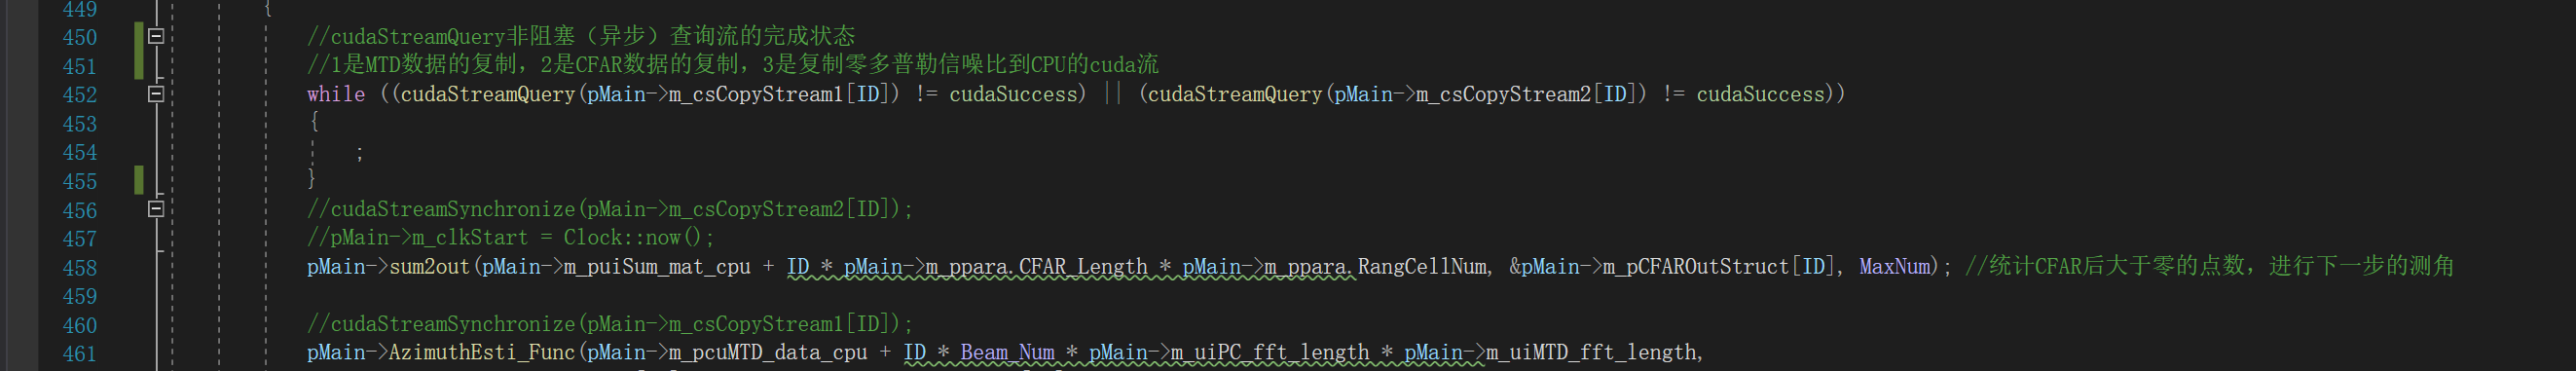 449 {
450 //cudaStreamQuery非阻塞（异步）查询流的完成状态
451 //1是MTD数据的复制，2是CFAR数据的复制，3是复制零多普勒信噪比到CPU的cuda流
452 while ((cudaStreamQuery(pMain->m_csCopyStream1[ID]) != cudaSuccess) || (cudaStreamQuery(pMain->m_csCopyStream2[ID]) != cudaSuccess))
453 {
454 ;
455 }
456 //cudaStreamSynchronize(pMain->m_csCopyStream2[ID]);
457 //pMain->m_clkStart = Clock::now();
458 pMain->sum2out(pMain->m_puiSum_mat_cpu + ID * pMain->m_ppara.CFAR_Length * pMain->m_ppara.RangCellNum, &pMain->m_pCFAROutStruct[ID], MaxNum); //统计CFAR后大于零的点数，进行下一步的测角
459
460 //cudaStreamSynchronize(pMain->m_csCopyStream1[ID]);
461 pMain->AzimuthEsti_Func(pMain->m_pcuMTD_data_cpu + ID * Beam_Num * pMain->m_uiPC_fft_length * pMain->m_uiMTD_fft_length,